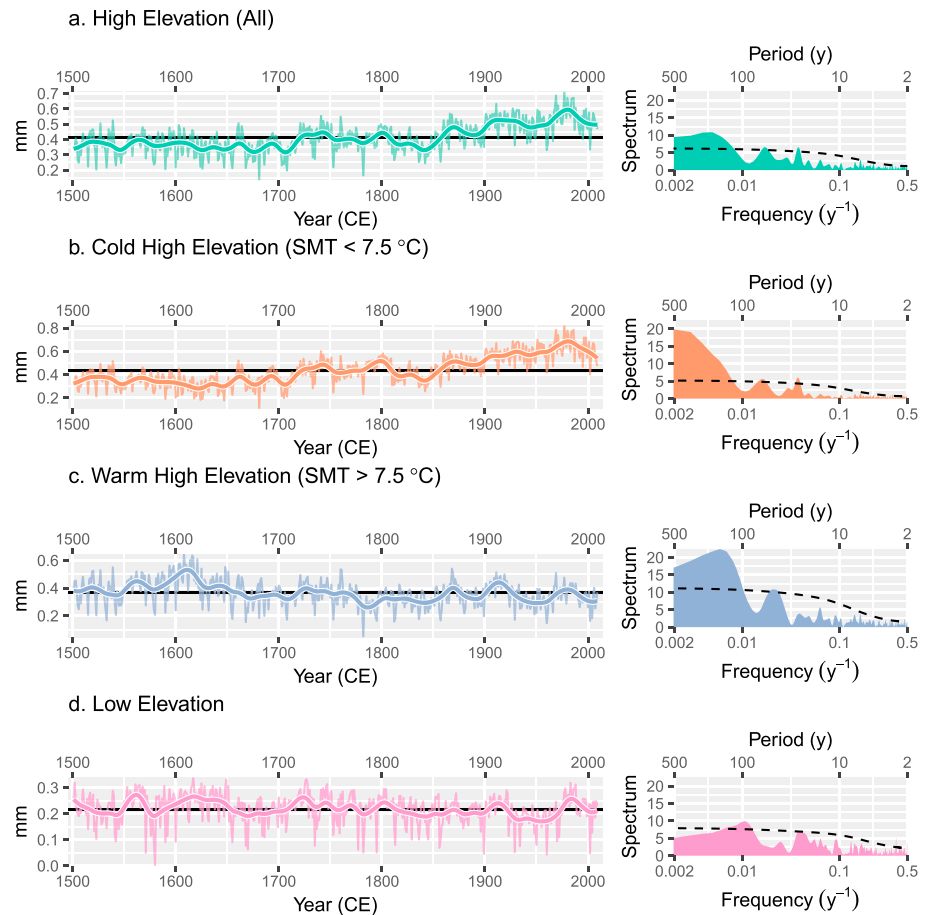 a. High Elevation (All)
Period (y)
1500 1600 1700 1800 1900 2000
500 100 10 2
mm
0.7
0.6
0.5
0.4
0.3
0.2
Spectrum
20
15
10
5
0
1500 1600 1700 1800 1900 2000
0.002 0.01 0.1 0.5
Year (CE)
Frequency (y⁻¹)
b. Cold High Elevation (SMT < 7.5 °C)
Period (y)
1500 1600 1700 1800 1900 2000
500 100 10 2
mm
0.8
0.6
0.4
0.2
Spectrum
20
15
10
5
0
1500 1600 1700 1800 1900 2000
0.002 0.01 0.1 0.5
Year (CE)
Frequency (y⁻¹)
c. Warm High Elevation (SMT > 7.5 °C)
Period (y)
1500 1600 1700 1800 1900 2000
500 100 10 2
mm
0.6
0.4
0.2
Spectrum
20
15
10
5
0
1500 1600 1700 1800 1900 2000
0.002 0.01 0.1 0.5
Year (CE)
Frequency (y⁻¹)
d. Low Elevation
Period (y)
1500 1600 1700 1800 1900 2000
500 100 10 2
mm
0.3
0.2
0.1
0.0
Spectrum
20
15
10
5
0
1500 1600 1700 1800 1900 2000
0.002 0.01 0.1 0.5
Year (CE)
Frequency (y⁻¹)